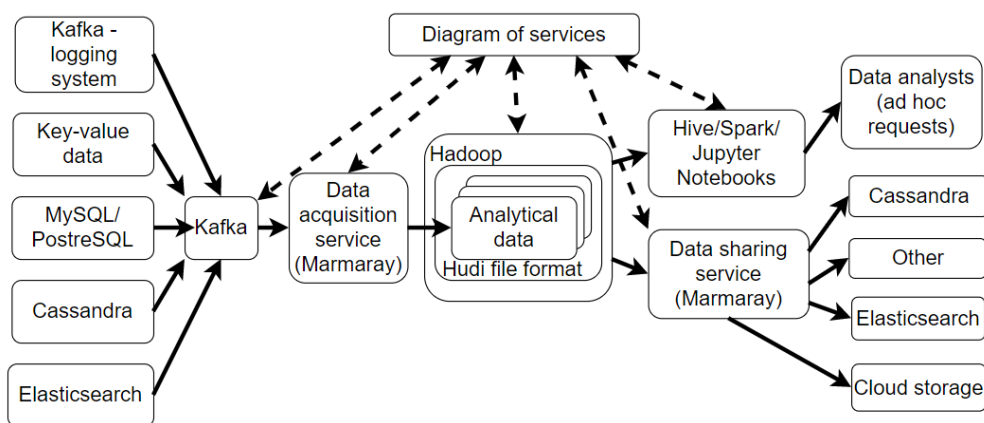 Kafka -
logging
system
Key-value
data
MySQL/
PostreSQL
Cassandra
Elasticsearch
Kafka
Diagram of services
Data
acquisition
service
(Marmaray)
Hadoop
Analytical
data
Hudi file format
Hive/Spark/
Jupyter
Notebooks
Data sharing
service
(Marmaray)
Data analysts
(ad hoc
requests)
Cassandra
Other
Elasticsearch
Cloud storage